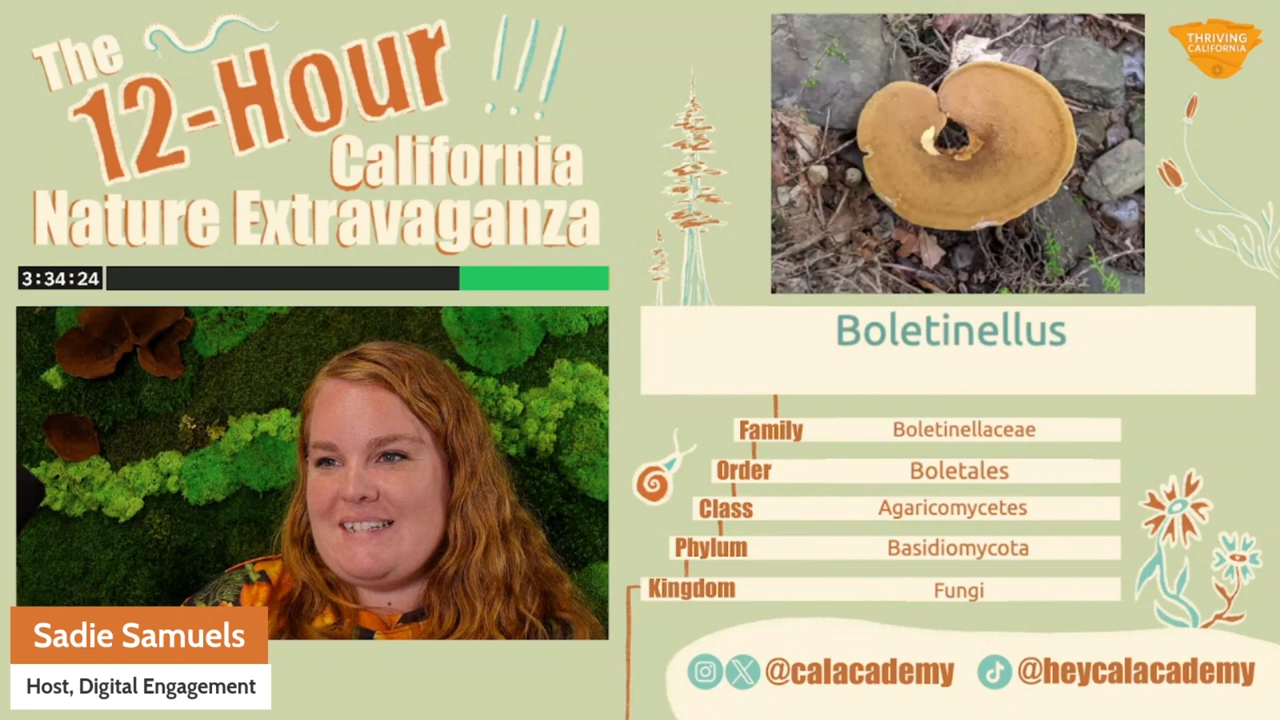 The
12-Hour !!!
California
Nature Extravaganza
3:34:24
Sadie Samuels
Host, Digital Engagement
THRIVING
CALIFORNIA
Boletinellus
Family Boletinellaceae
Order Boletales
Class Agaricomycetes
Phylum Basidiomycota
Kingdom Fungi
@calacademy @heycalacademy